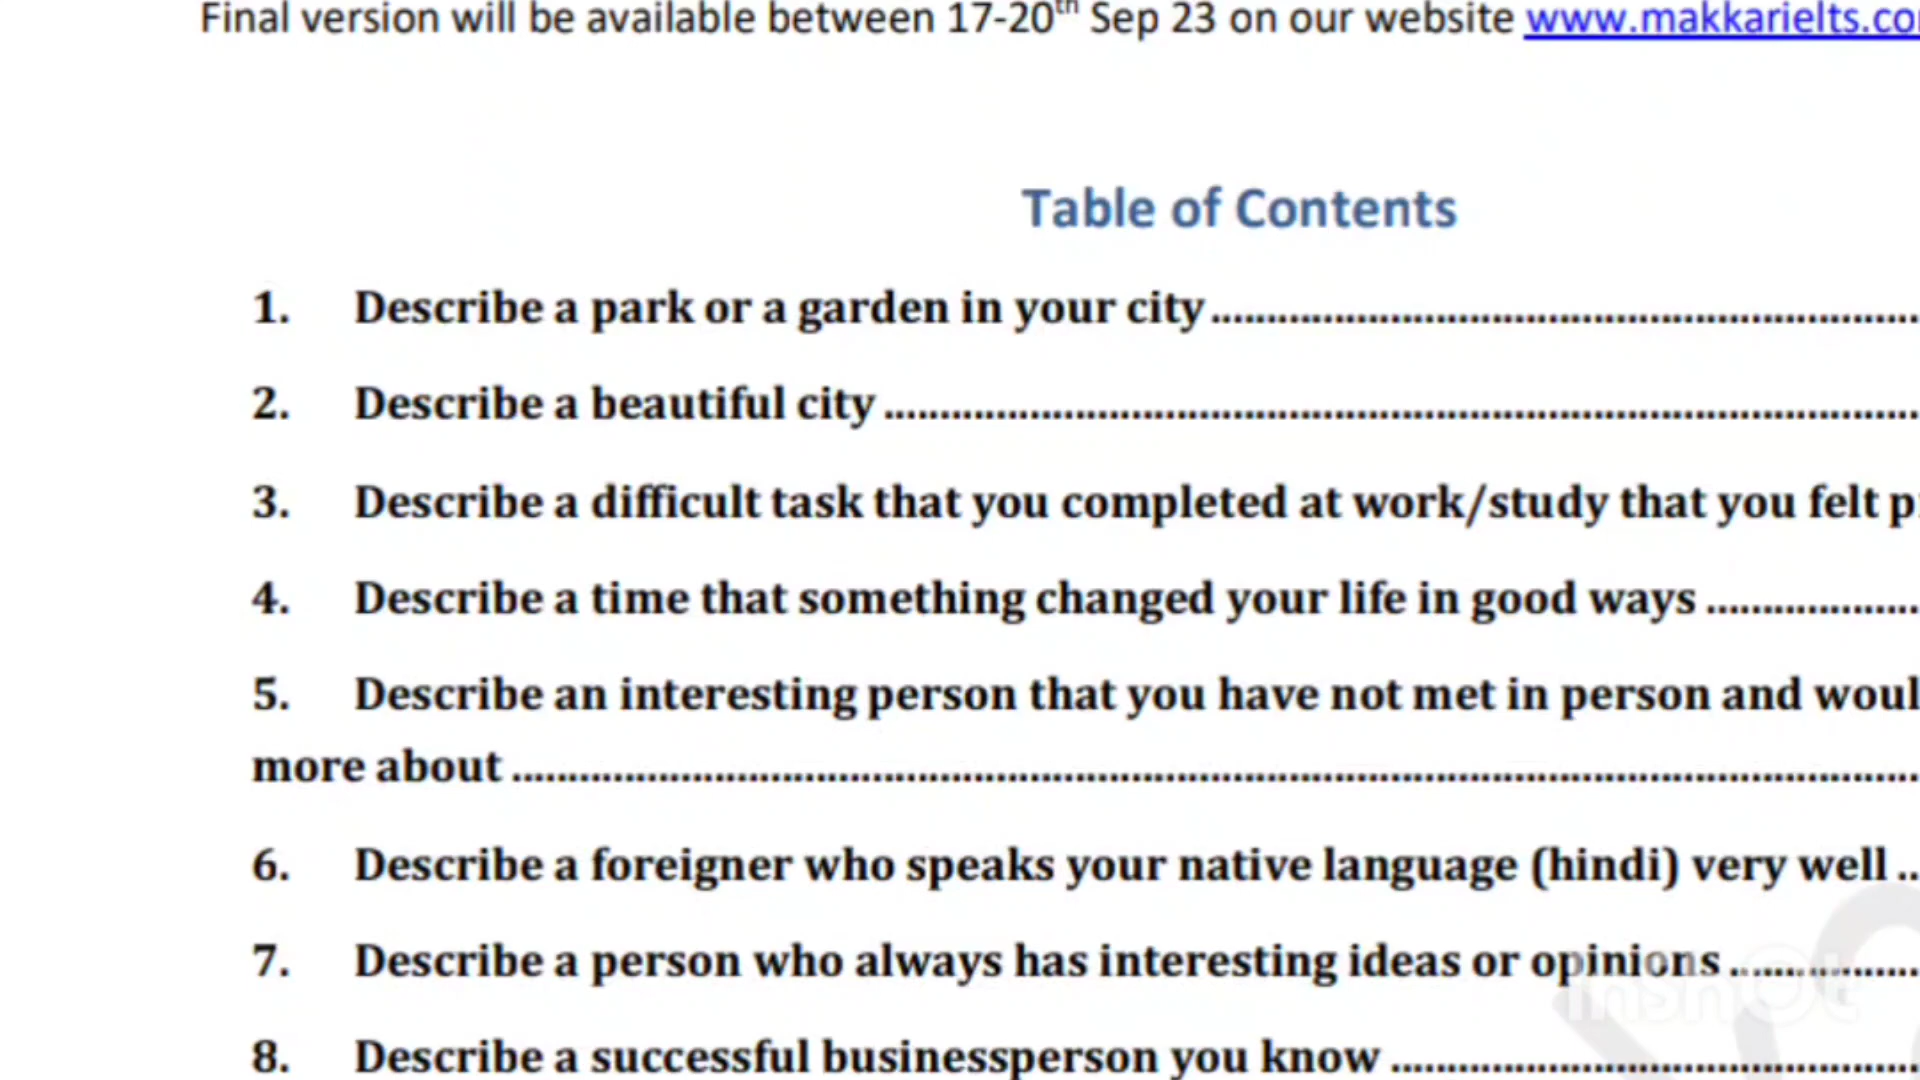 Final version will be available between 17-20th Sep 23 on our website www.makkarielts.co
Table of Contents
1. Describe a park or a garden in your city
2. Describe a beautiful city
3. Describe a difficult task that you completed at work/study that you felt
4. Describe a time that something changed your life in good ways
5. Describe an interesting person that you have not met in person and
more about
6. Describe a foreigner who speaks your native language (hindi) very well
7. Describe a person who always has interesting ideas or opinions
8. Describe a successful businessperson you know
InShOt